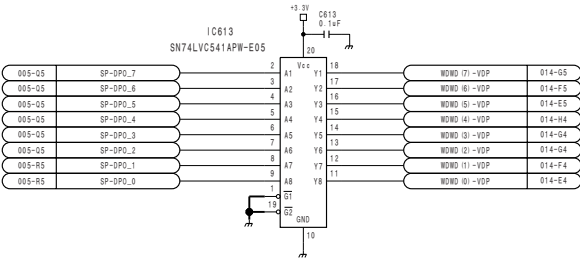 +3.3V
C613
0.1uF
IC613
SN74LVC541APW-E05
20
Vcc
005-Q5 SP-DPO_7 2 A1 Y1 18 WDWD(7)-VDP 014-G5
005-Q5 SP-DPO_6 3 A2 Y2 17 WDWD(6)-VDP 014-F5
005-Q5 SP-DPO_5 4 A3 Y3 16 WDWD(5)-VDP 014-E5
005-Q5 SP-DPO_4 5 A4 Y4 15 WDWD(4)-VDP 014-H4
005-Q5 SP-DPO_3 6 A5 Y5 14 WDWD(3)-VDP 014-G4
005-Q5 SP-DPO_2 7 A6 Y6 13 WDWD(2)-VDP 014-G4
005-R5 SP-DPO_1 8 A7 Y7 12 WDWD(1)-VDP 014-F4
005-R5 SP-DPO_0 9 A8 Y8 11 WDWD(0)-VDP 014-E4
1 G1
19 G2
GND
10